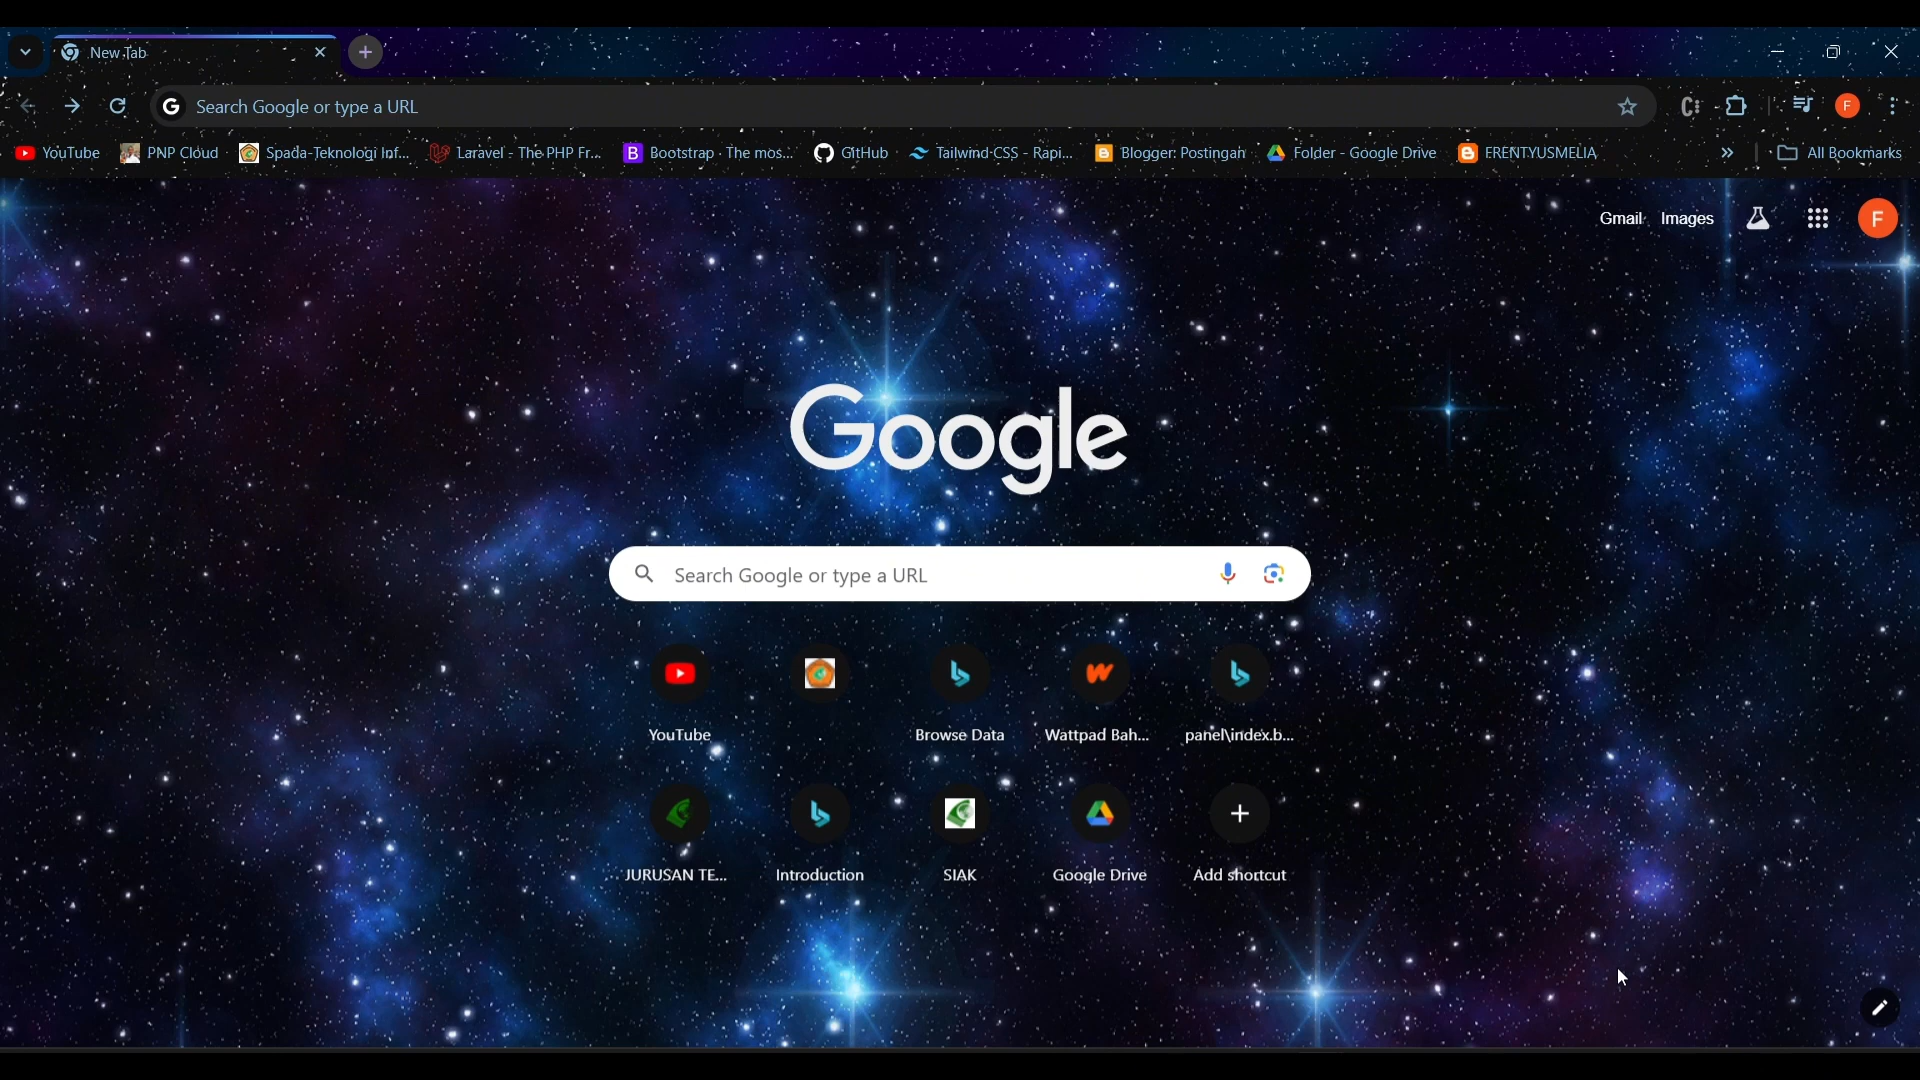 New Tab
Search Google or type a URL
YouTube PNP Cloud Spada-Teknologi Inf... Laravel - The PHP Fr... Bootstrap · The mos... GitHub Tailwind CSS - Rapi... Blogger: Postingan Folder - Google Drive FRENTYUSMELIA » All Bookmarks
F
Gmail Images F
Google
Search Google or type a URL
YouTube . Browse Data Wattpad Bah... panel\index.b...
JURUSAN TE... Introduction SIAK Google Drive Add shortcut